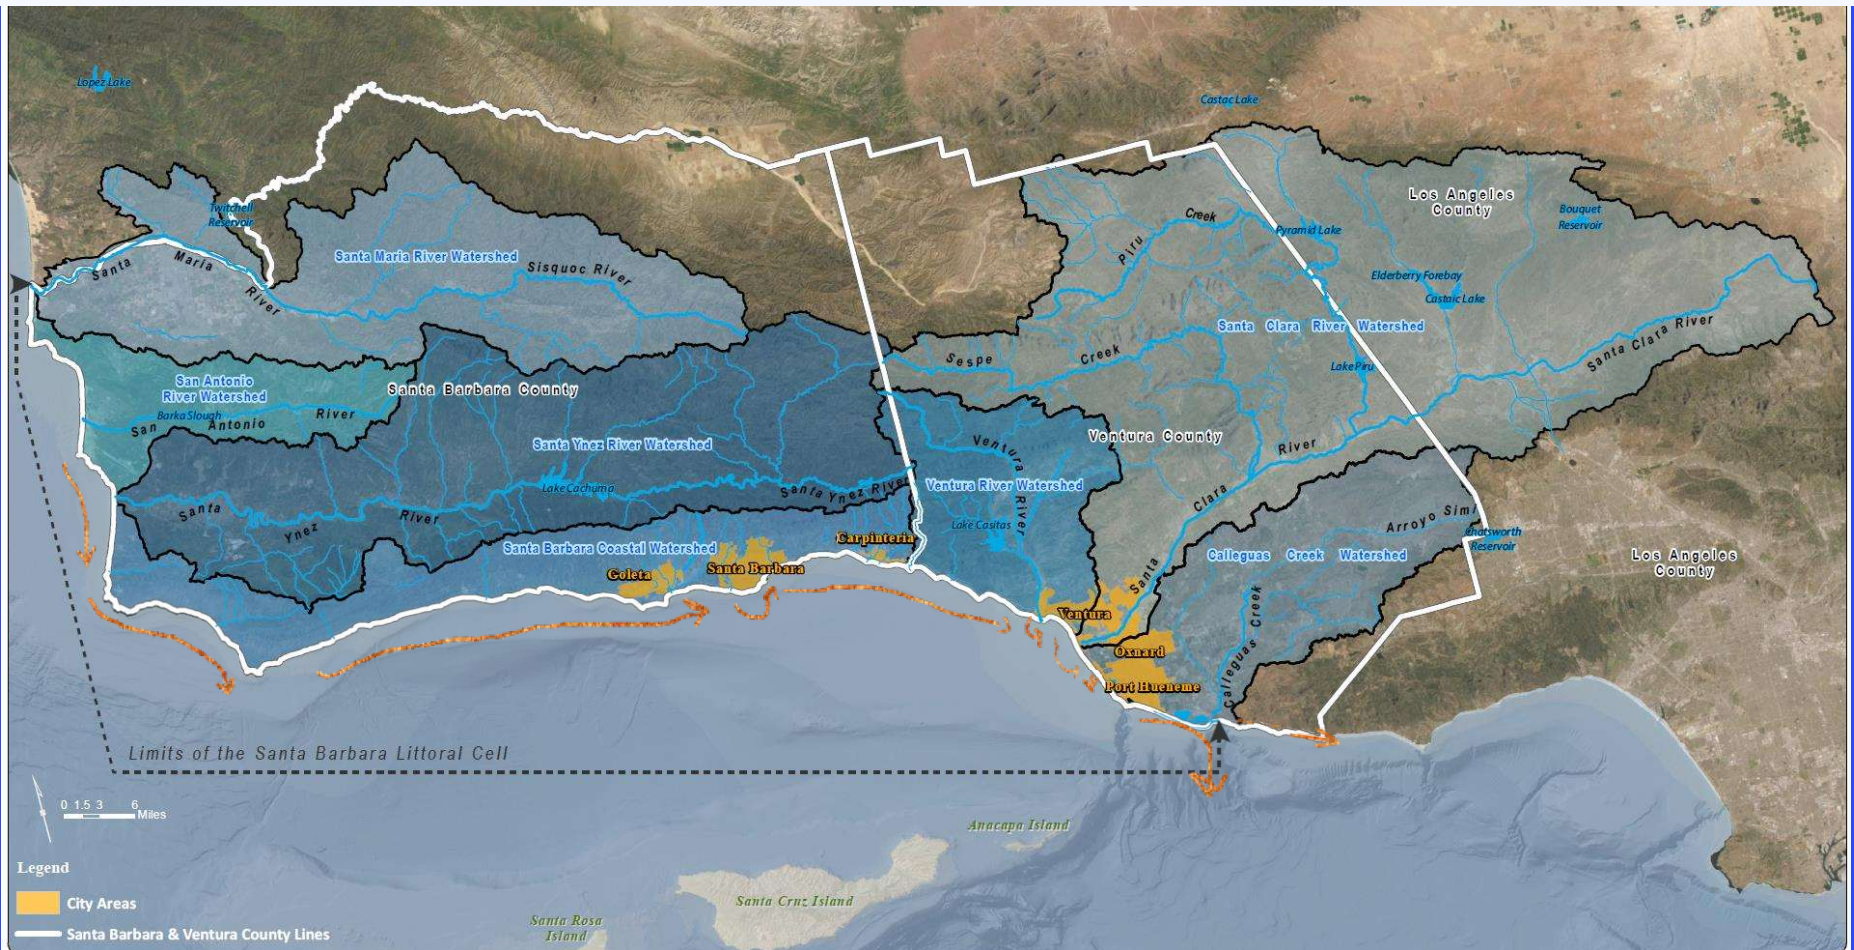 Lopez Lake
Castac Lake
Twitchell
Reservoir
Los Angeles
County
Bouquet
Reservoir
Santa Maria River
Santa Maria River Watershed
Sisquoc River
Piru Creek
Pyramid Lake
Elderberry Forebay
Castaic Lake
Santa Clara River Watershed
Santa Clara River
Sespe Creek
Lake Piru
San Antonio
River Watershed
Barka Slough
San Antonio River
Santa Barbara County
Santa Ynez River Watershed
Lake Cachuma
Santa Ynez River
Santa Ynez River
Ventura County
Ventura River
Ventura River Watershed
Lake Casitas
Santa Clara River
Arroyo Simi
Chatsworth
Reservoir
Calleguas Creek Watershed
Calleguas Creek
Los Angeles
County
Santa Barbara Coastal Watershed
Carpinteria
Goleta
Santa Barbara
Ventura
Oxnard
Port Hueneme
Limits of the Santa Barbara Littoral Cell
0 1.5 3 6
Miles
Anacapa Island
Santa Cruz Island
Santa Rosa
Island
Legend
City Areas
Santa Barbara & Ventura County Lines